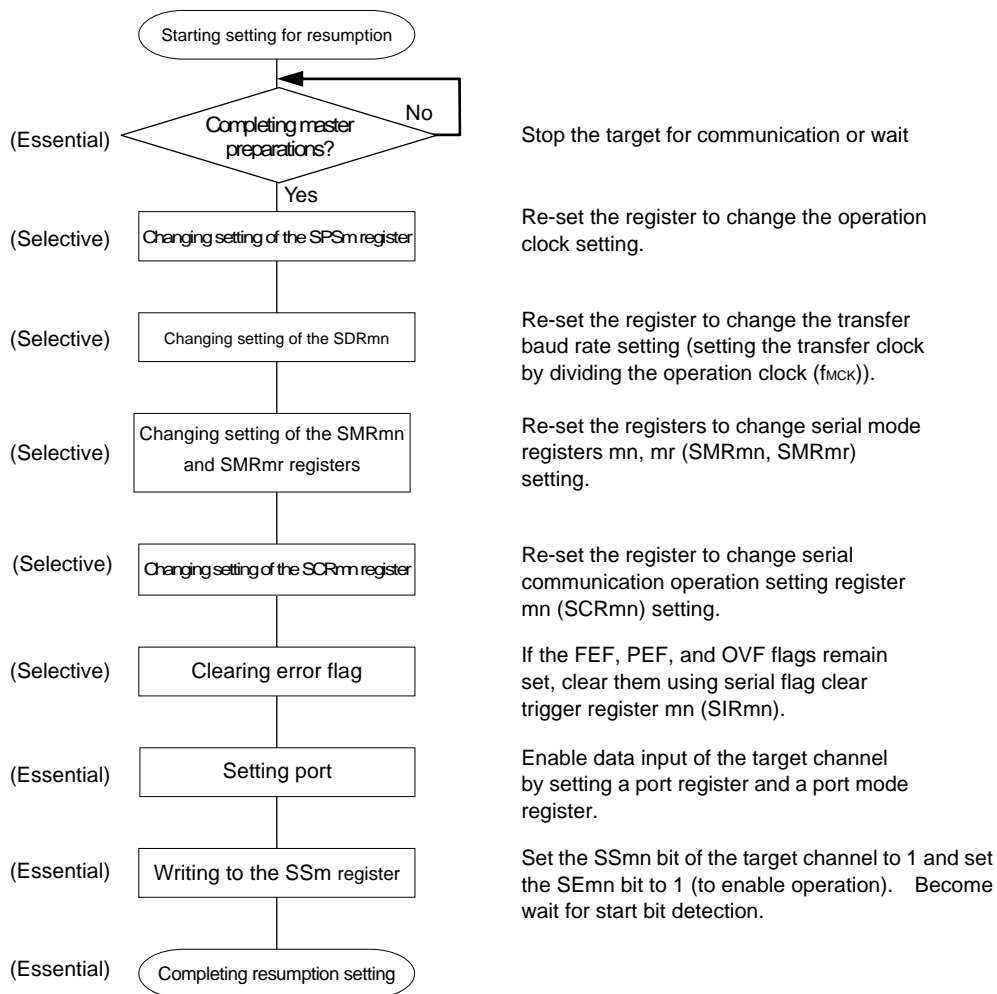 Starting setting for resumption
No
(Essential)
Completing master
preparations?
Stop the target for communication or wait
Yes
(Selective)
Changing setting of the SPSm register
Re-set the register to change the operation
clock setting.
(Selective)
Changing setting of the SDRmn
Re-set the register to change the transfer
baud rate setting (setting the transfer clock
by dividing the operation clock (fMCK)).
(Selective)
Changing setting of the SMRmn
and SMRmr registers
Re-set the registers to change serial mode
registers mn, mr (SMRmn, SMRmr)
setting.
(Selective)
Changing setting of the SCRmn register
Re-set the register to change serial
communication operation setting register
mn (SCRmn) setting.
(Selective)
Clearing error flag
If the FEF, PEF, and OVF flags remain
set, clear them using serial flag clear
trigger register mn (SIRmn).
(Essential)
Setting port
Enable data input of the target channel
by setting a port register and a port mode
register.
(Essential)
Writing to the SSm register
Set the SSmn bit of the target channel to 1 and set
the SEmn bit to 1 (to enable operation). Become
wait for start bit detection.
(Essential)
Completing resumption setting